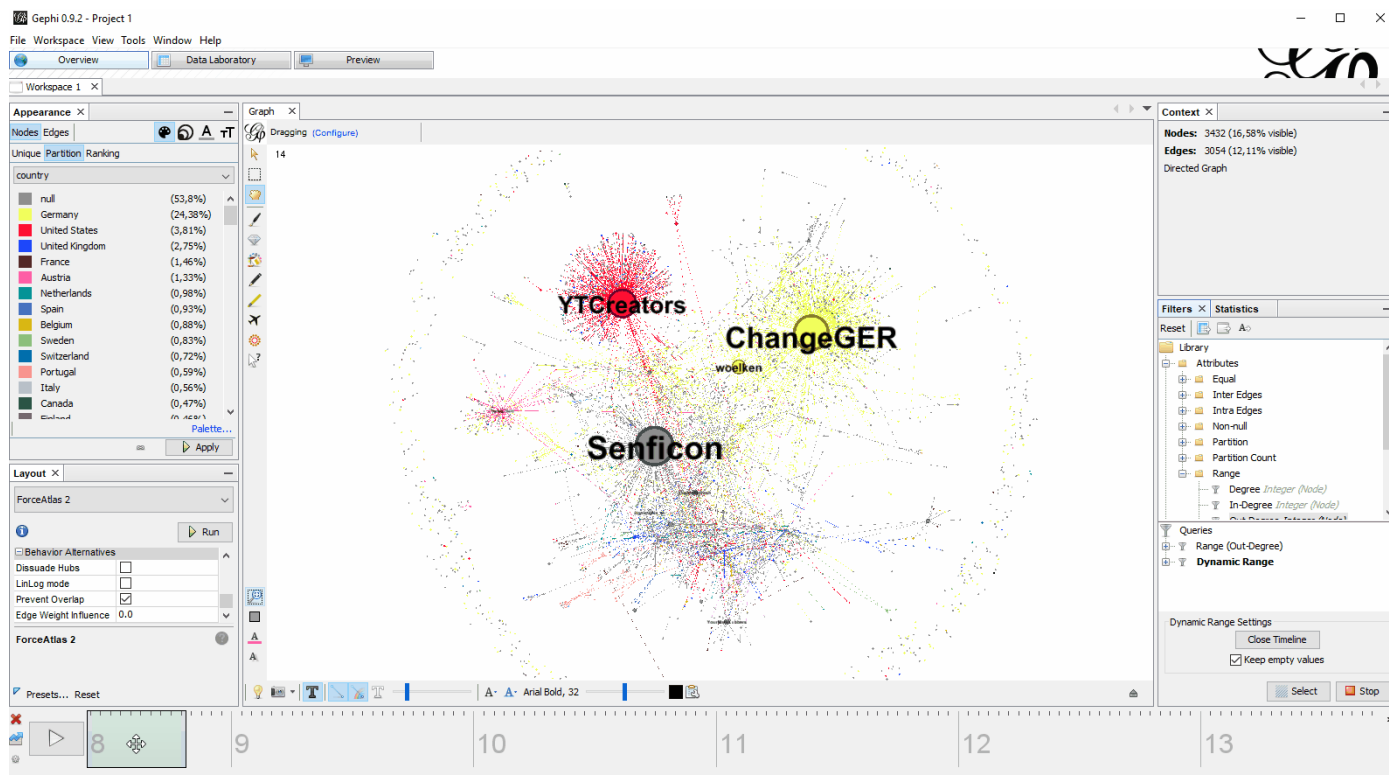 Gephi 0.9.2 - Project 1
File Workspace View Tools Window Help
Overview Data Laboratory Preview
Workspace 1
Appearance
Nodes Edges
Unique Partition Ranking
country
null (53,8%)
Germany (24,38%)
United States (3,81%)
United Kingdom (2,75%)
France (1,46%)
Austria (1,33%)
Netherlands (0,98%)
Spain (0,93%)
Belgium (0,88%)
Sweden (0,83%)
Switzerland (0,72%)
Portugal (0,59%)
Italy (0,56%)
Canada (0,47%)
Finland (0,46%)
Palette...
Apply
Layout
ForceAtlas 2
Run
Behavior Alternatives
Dissuade Hubs
LinLog mode
Prevent Overlap
Edge Weight Influence 0.0
ForceAtlas 2
Presets... Reset
Graph
Dragging (Configure)
14
YTCreators
ChangeGER
woelken
Senficon
A- A- Arial Bold, 32
Context
Nodes: 3432 (16,58% visible)
Edges: 3054 (12,11% visible)
Directed Graph
Filters Statistics
Reset
Library
Attributes
Equal
Inter Edges
Intra Edges
Non-null
Partition
Partition Count
Range
Degree Integer (Node)
In-Degree Integer (Node)
Out-Degree Integer (Node)
Queries
Range (Out-Degree)
Dynamic Range
Dynamic Range Settings
Close Timeline
Keep empty values
Select Stop
8 9 10 11 12 13